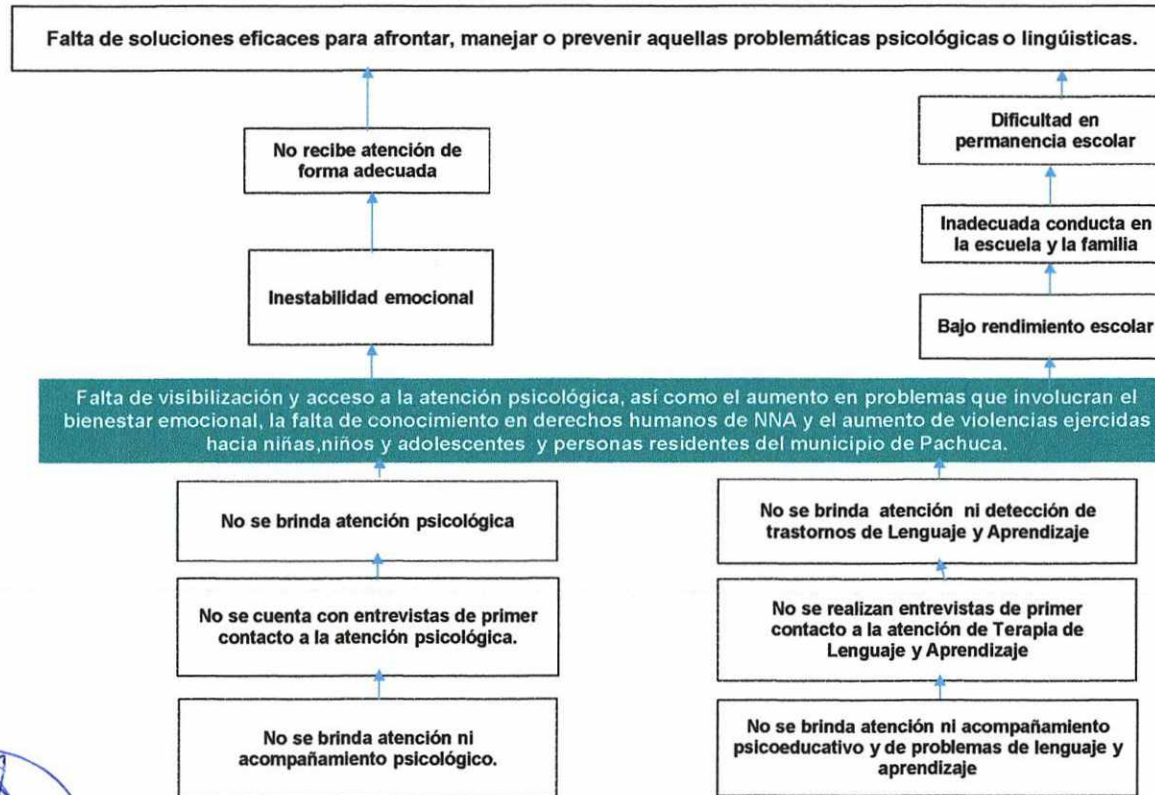 Falta de soluciones eficaces para afrontar, manejar o prevenir aquellas problemáticas psicológicas o lingúisticas.
No recibe atención de
forma adecuada
Dificultad en
permanencia escolar
Inestabilidad emocional
Inadecuada conducta en
la escuela y la familia
Bajo rendimiento escolar
Falta de visibilización y acceso a la atención psicológica, así como el aumento en problemas que involucran el
bienestar emocional, la falta de conocimiento en derechos humanos de NNA y el aumento de violencias ejercidas
hacia niñas,niños y adolescentes y personas residentes del municipio de Pachuca.
No se brinda atención psicológica
No se cuenta con entrevistas de primer
contacto a la atención psicológica.
No se brinda atención ni
acompañamiento psicológico.
No se brinda atención ni detección de
trastornos de Lenguaje y Aprendizaje
No se realizan entrevistas de primer
contacto a la atención de Terapia de
Lenguaje y Aprendizaje
No se brinda atención ni acompañamiento
psicoeducativo y de problemas de lenguaje y
aprendizaje